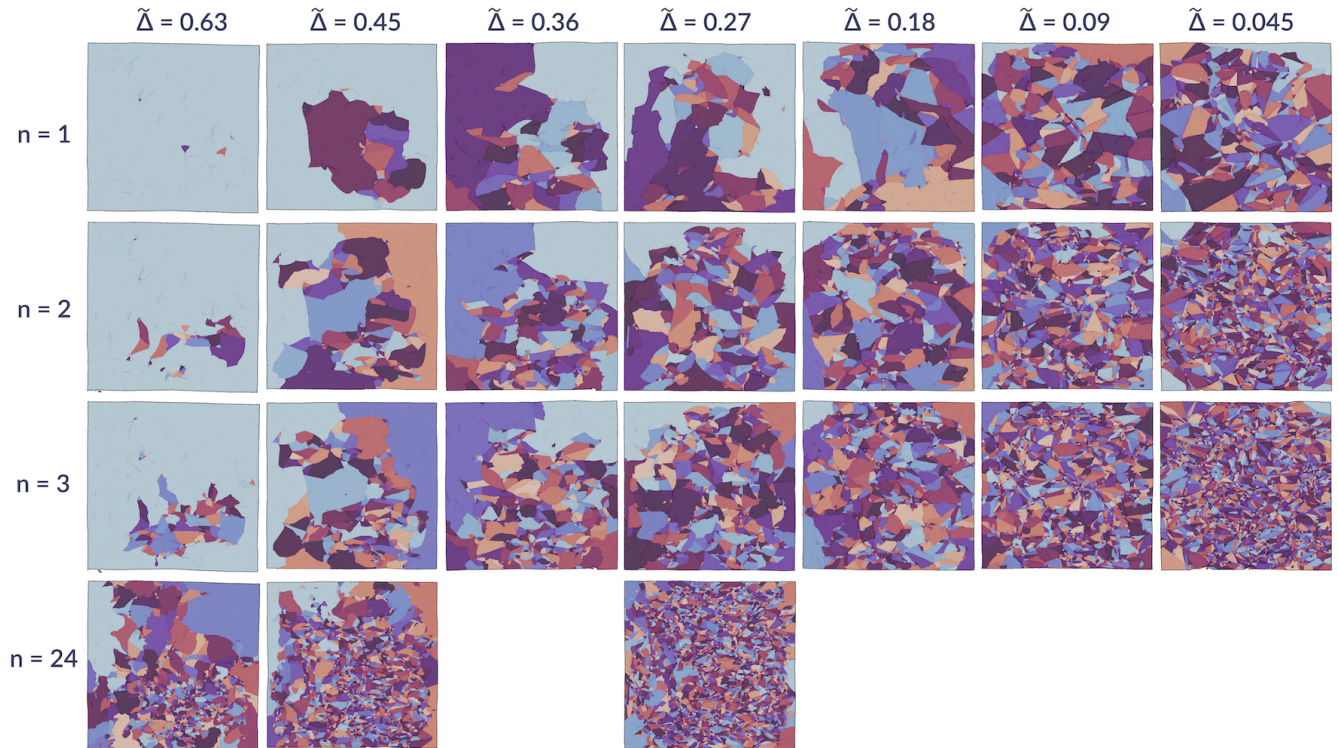 Δ̃ = 0.63 Δ̃ = 0.45 Δ̃ = 0.36 Δ̃ = 0.27 Δ̃ = 0.18 Δ̃ = 0.09 Δ̃ = 0.045
n = 1
n = 2
n = 3
n = 24